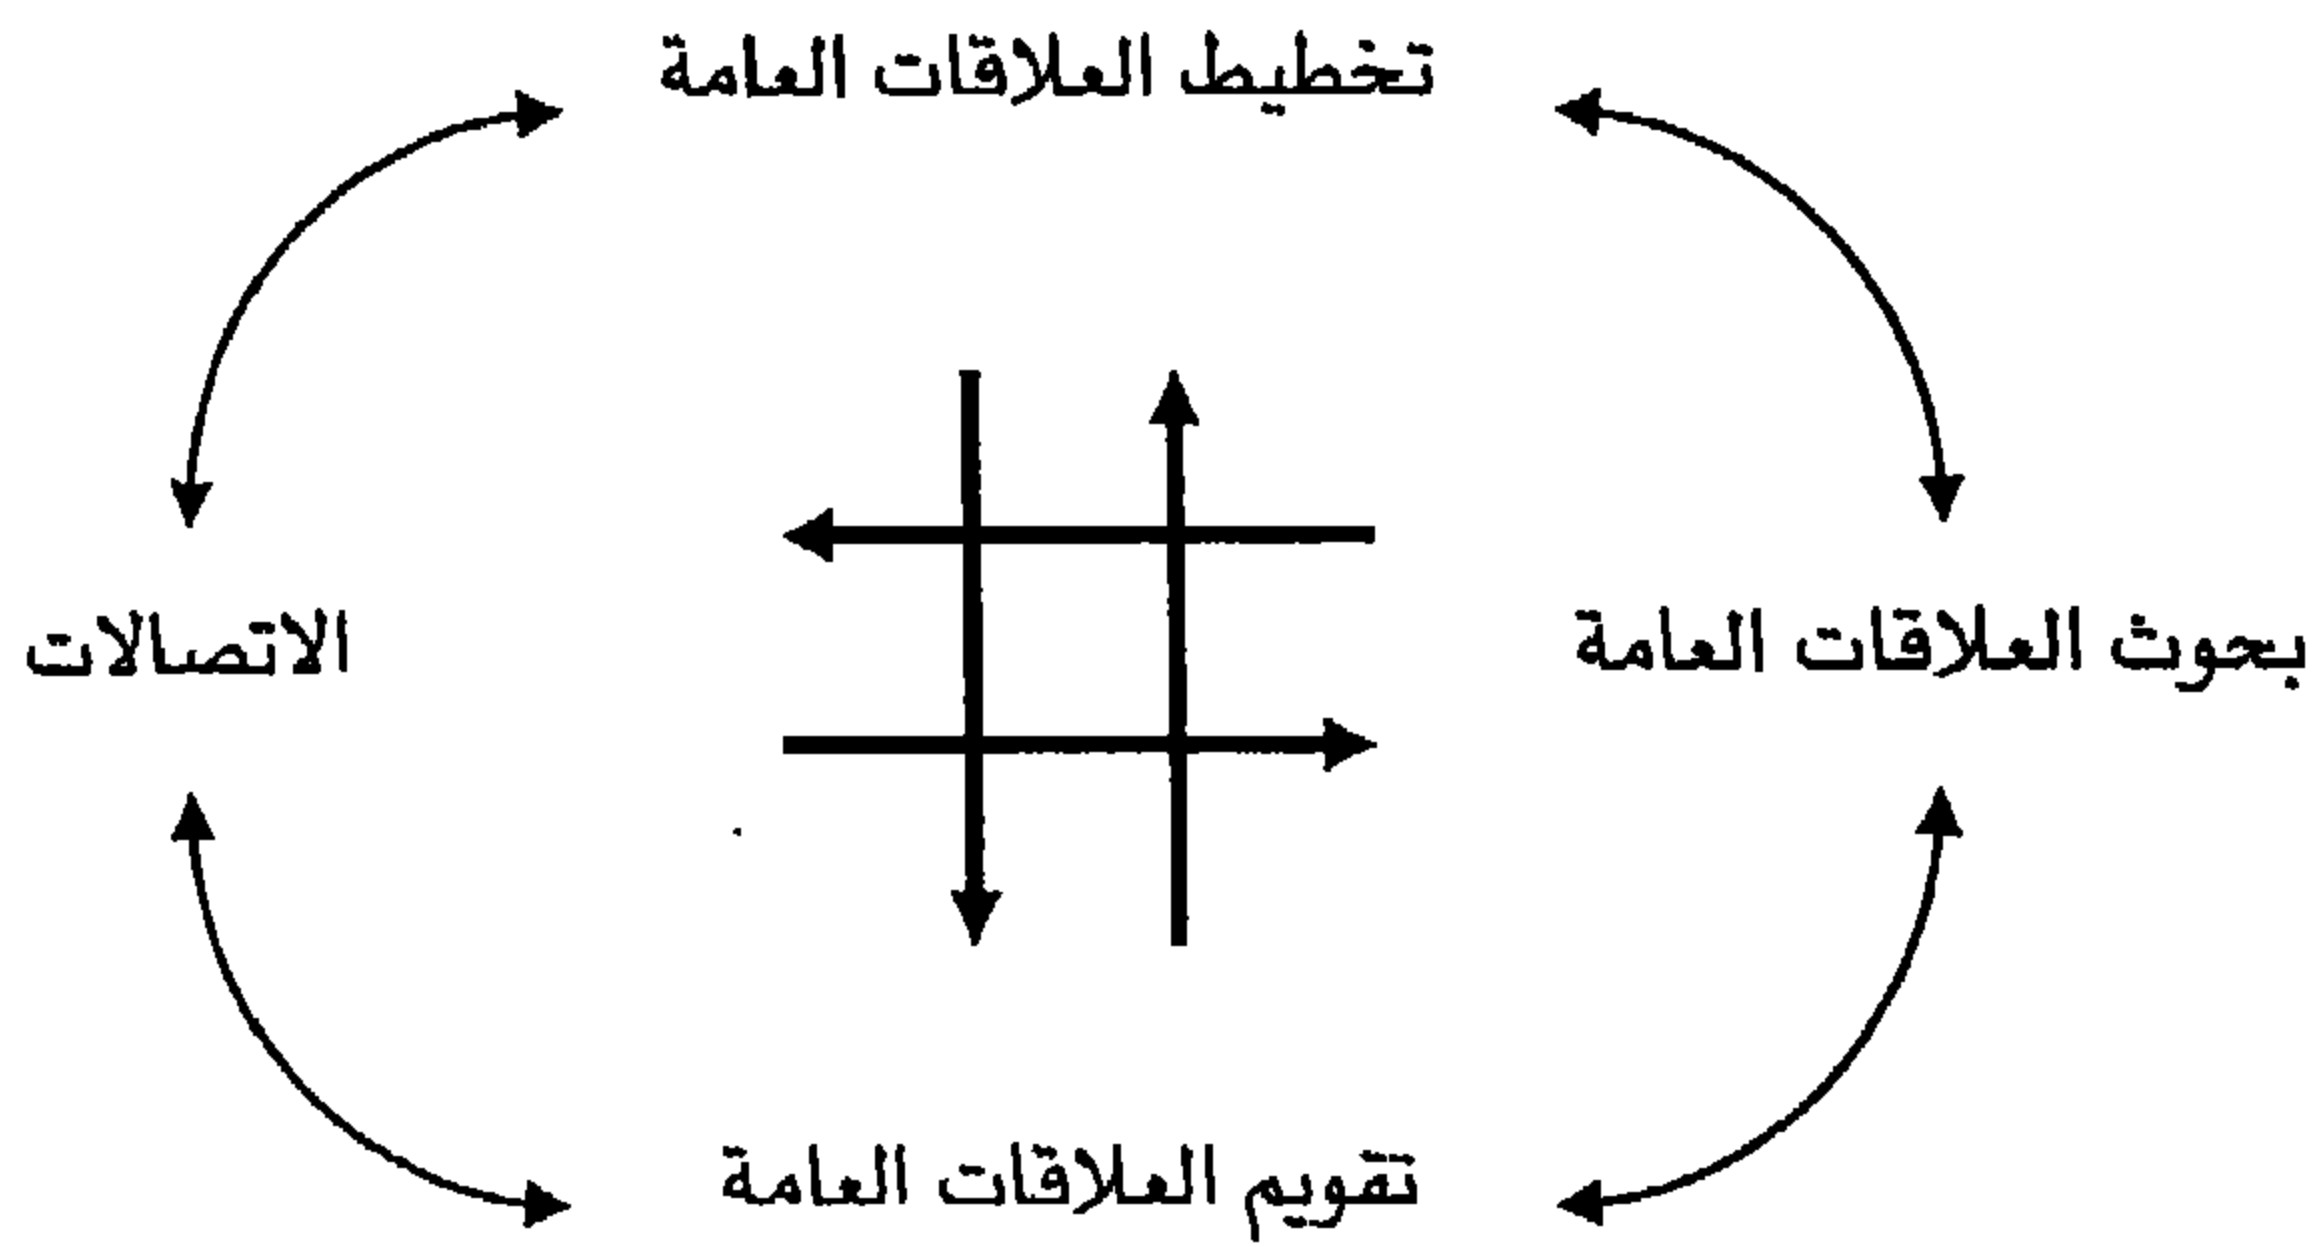 تخطيط العلاقات العامة
بحوث العلاقات العامة
الاتصالات
تقويم العلاقات العامة